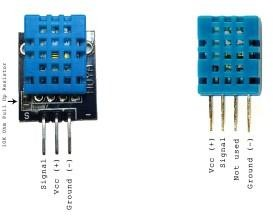 10K Ohm Pull Up Resistor
S
-
Signal
Vcc (+)
Ground (-)
Vcc (+)
Signal
Not used
Ground (-)